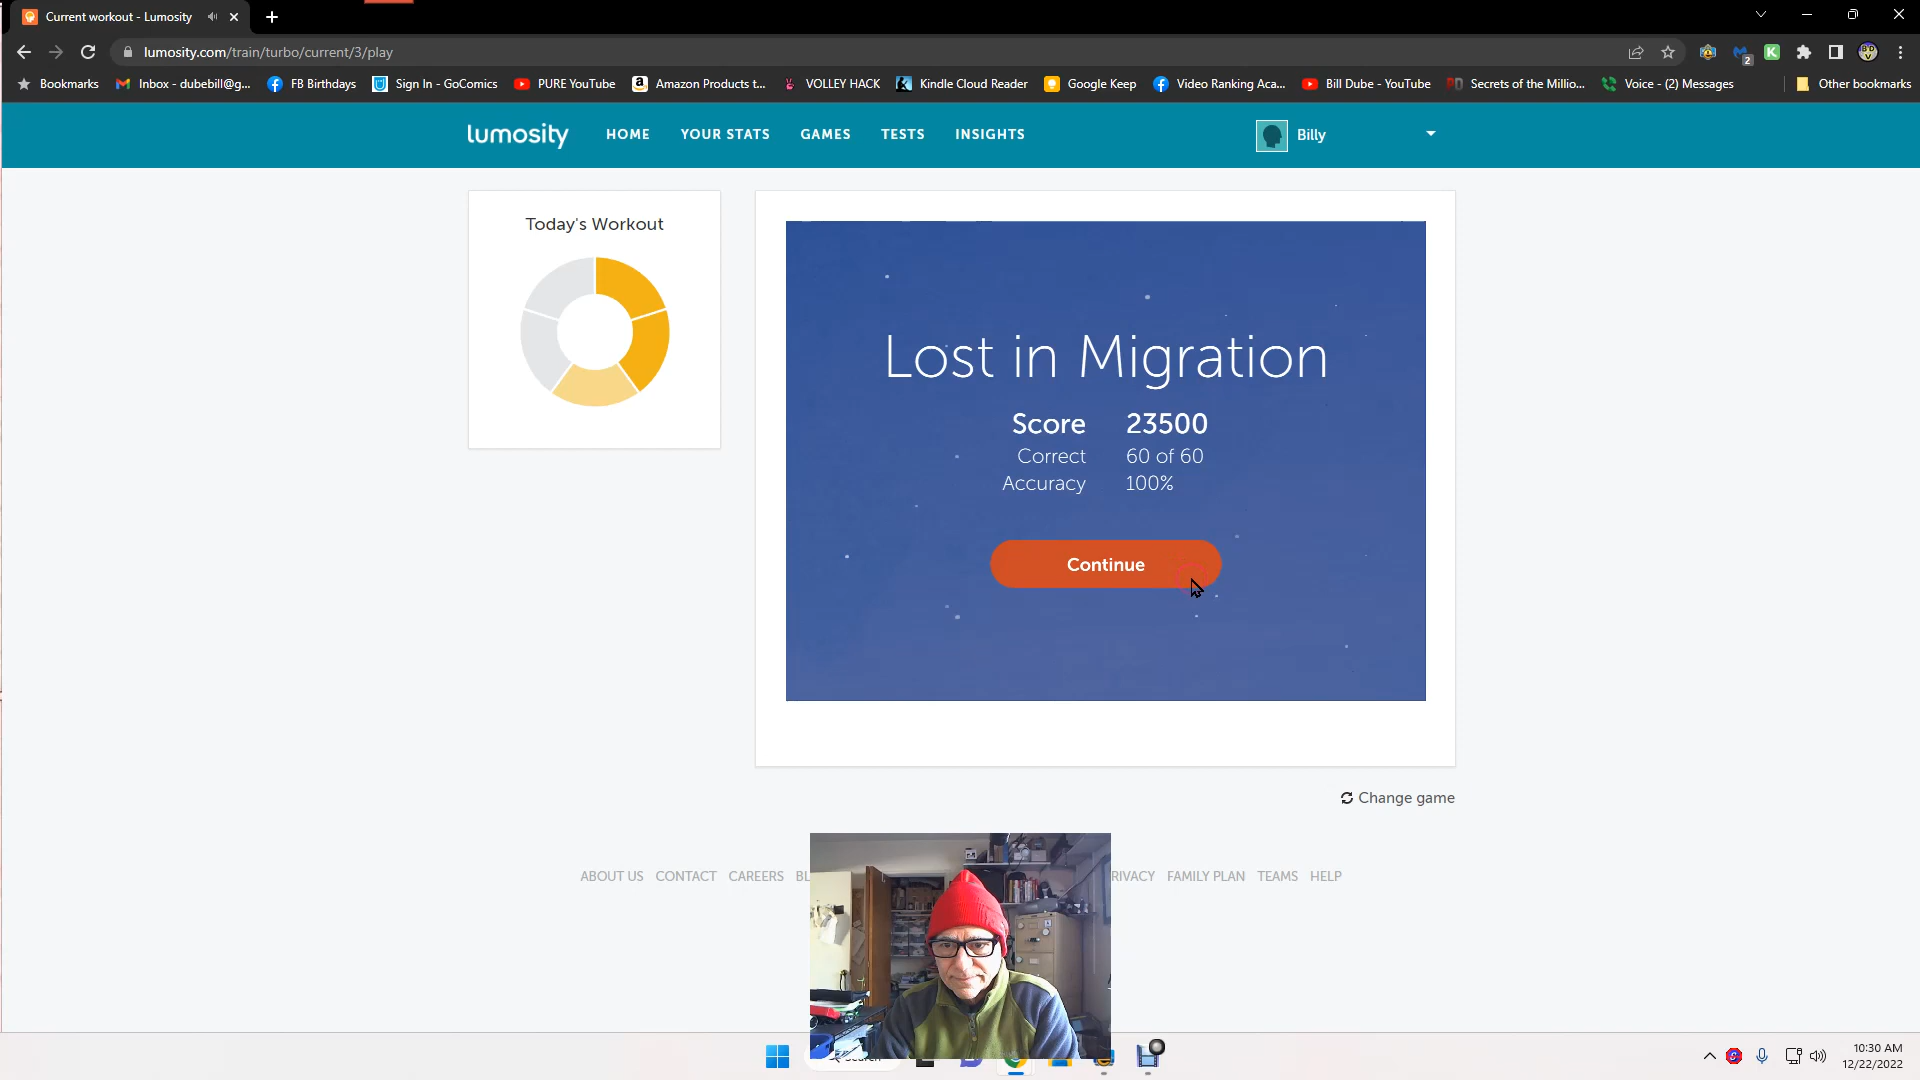 Current workout - Lumosity
lumosity.com/train/turbo/current/3/play
Bookmarks
Inbox - dubebill@g...
FB Birthdays
Sign In - GoComics
PURE YouTube
Amazon Products t...
VOLLEY HACK
Kindle Cloud Reader
Google Keep
Video Ranking Aca...
Bill Dube - YouTube
Secrets of the Millio...
Voice - (2) Messages
Other bookmarks
2
lumosity
HOME
YOUR STATS
GAMES
TESTS
INSIGHTS
Billy
Today's Workout
Lost in Migration
Score 23500
Correct 60 of 60
Accuracy 100%
Continue
Change game
ABOUT US
CONTACT
CAREERS
BL
RIVACY
FAMILY PLAN
TEAMS
HELP
10:30 AM
12/22/2022